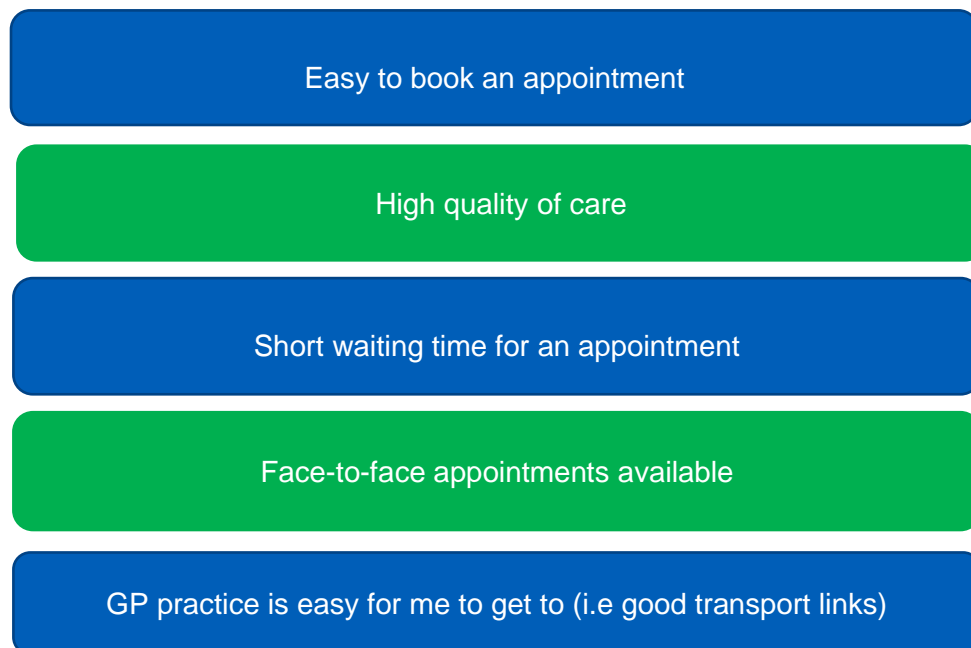 Easy to book an appointment
High quality of care
Short waiting time for an appointment
Face-to-face appointments available
GP practice is easy for me to get to (i.e good transport links)